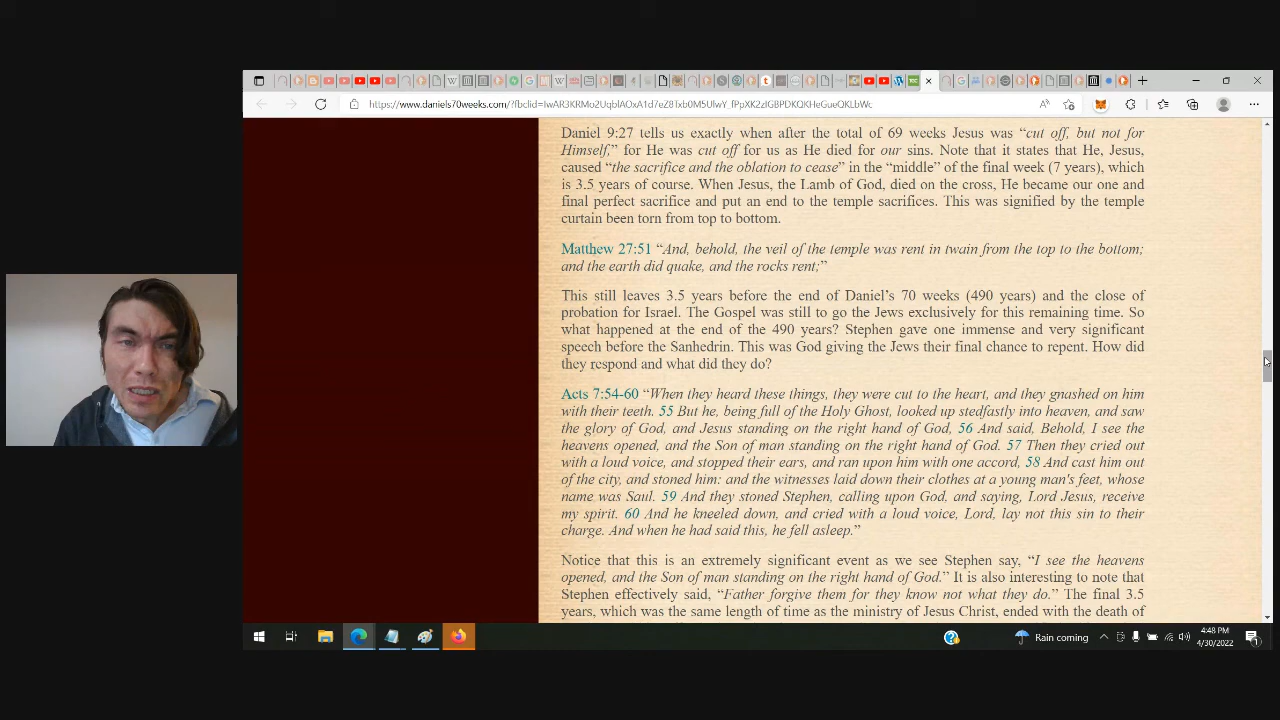 https://www.daniels70weeks.com/?fbclid=IwAR3KRMo2UqblAOxA1d7eZ8Txb0M5UlwY_fPpXK2zIGBPDKQKHeGueQKLbWc
Daniel 9:27 tells us exactly when after the total of 69 weeks Jesus was “cut off, but not for
Himself,” for He was cut off for us as He died for our sins. Note that it states that He, Jesus,
caused “the sacrifice and the oblation to cease” in the “middle” of the final week (7 years), which
is 3.5 years of course. When Jesus, the Lamb of God, died on the cross, He became our one and
final perfect sacrifice and put an end to the temple sacrifices. This was signified by the temple
curtain been torn from top to bottom.
Matthew 27:51 “And, behold, the veil of the temple was rent in twain from the top to the bottom;
and the earth did quake, and the rocks rent;”
This still leaves 3.5 years before the end of Daniel’s 70 weeks (490 years) and the close of
probation for Israel. The Gospel was still to go the Jews exclusively for this remaining time. So
what happened at the end of the 490 years? Stephen gave one immense and very significant
speech before the Sanhedrin. This was God giving the Jews their final chance to repent. How did
they respond and what did they do?
Acts 7:54-60 “When they heard these things, they were cut to the heart, and they gnashed on him
with their teeth. 55 But he, being full of the Holy Ghost, looked up stedfastly into heaven, and saw
the glory of God, and Jesus standing on the right hand of God, 56 And said, Behold, I see the
heavens opened, and the Son of man standing on the right hand of God. 57 Then they cried out
with a loud voice, and stopped their ears, and ran upon him with one accord, 58 And cast him out
of the city, and stoned him: and the witnesses laid down their clothes at a young man's feet, whose
name was Saul. 59 And they stoned Stephen, calling upon God, and saying, Lord Jesus, receive
my spirit. 60 And he kneeled down, and cried with a loud voice, Lord, lay not this sin to their
charge. And when he had said this, he fell asleep.”
Notice that this is an extremely significant event as we see Stephen say, “I see the heavens
opened, and the Son of man standing on the right hand of God.” It is also interesting to note that
Stephen effectively said, “Father forgive them for they know not what they do.” The final 3.5
years, which was the same length of time as the ministry of Jesus Christ, ended with the death of
Rain coming
4:48 PM
4/30/2022